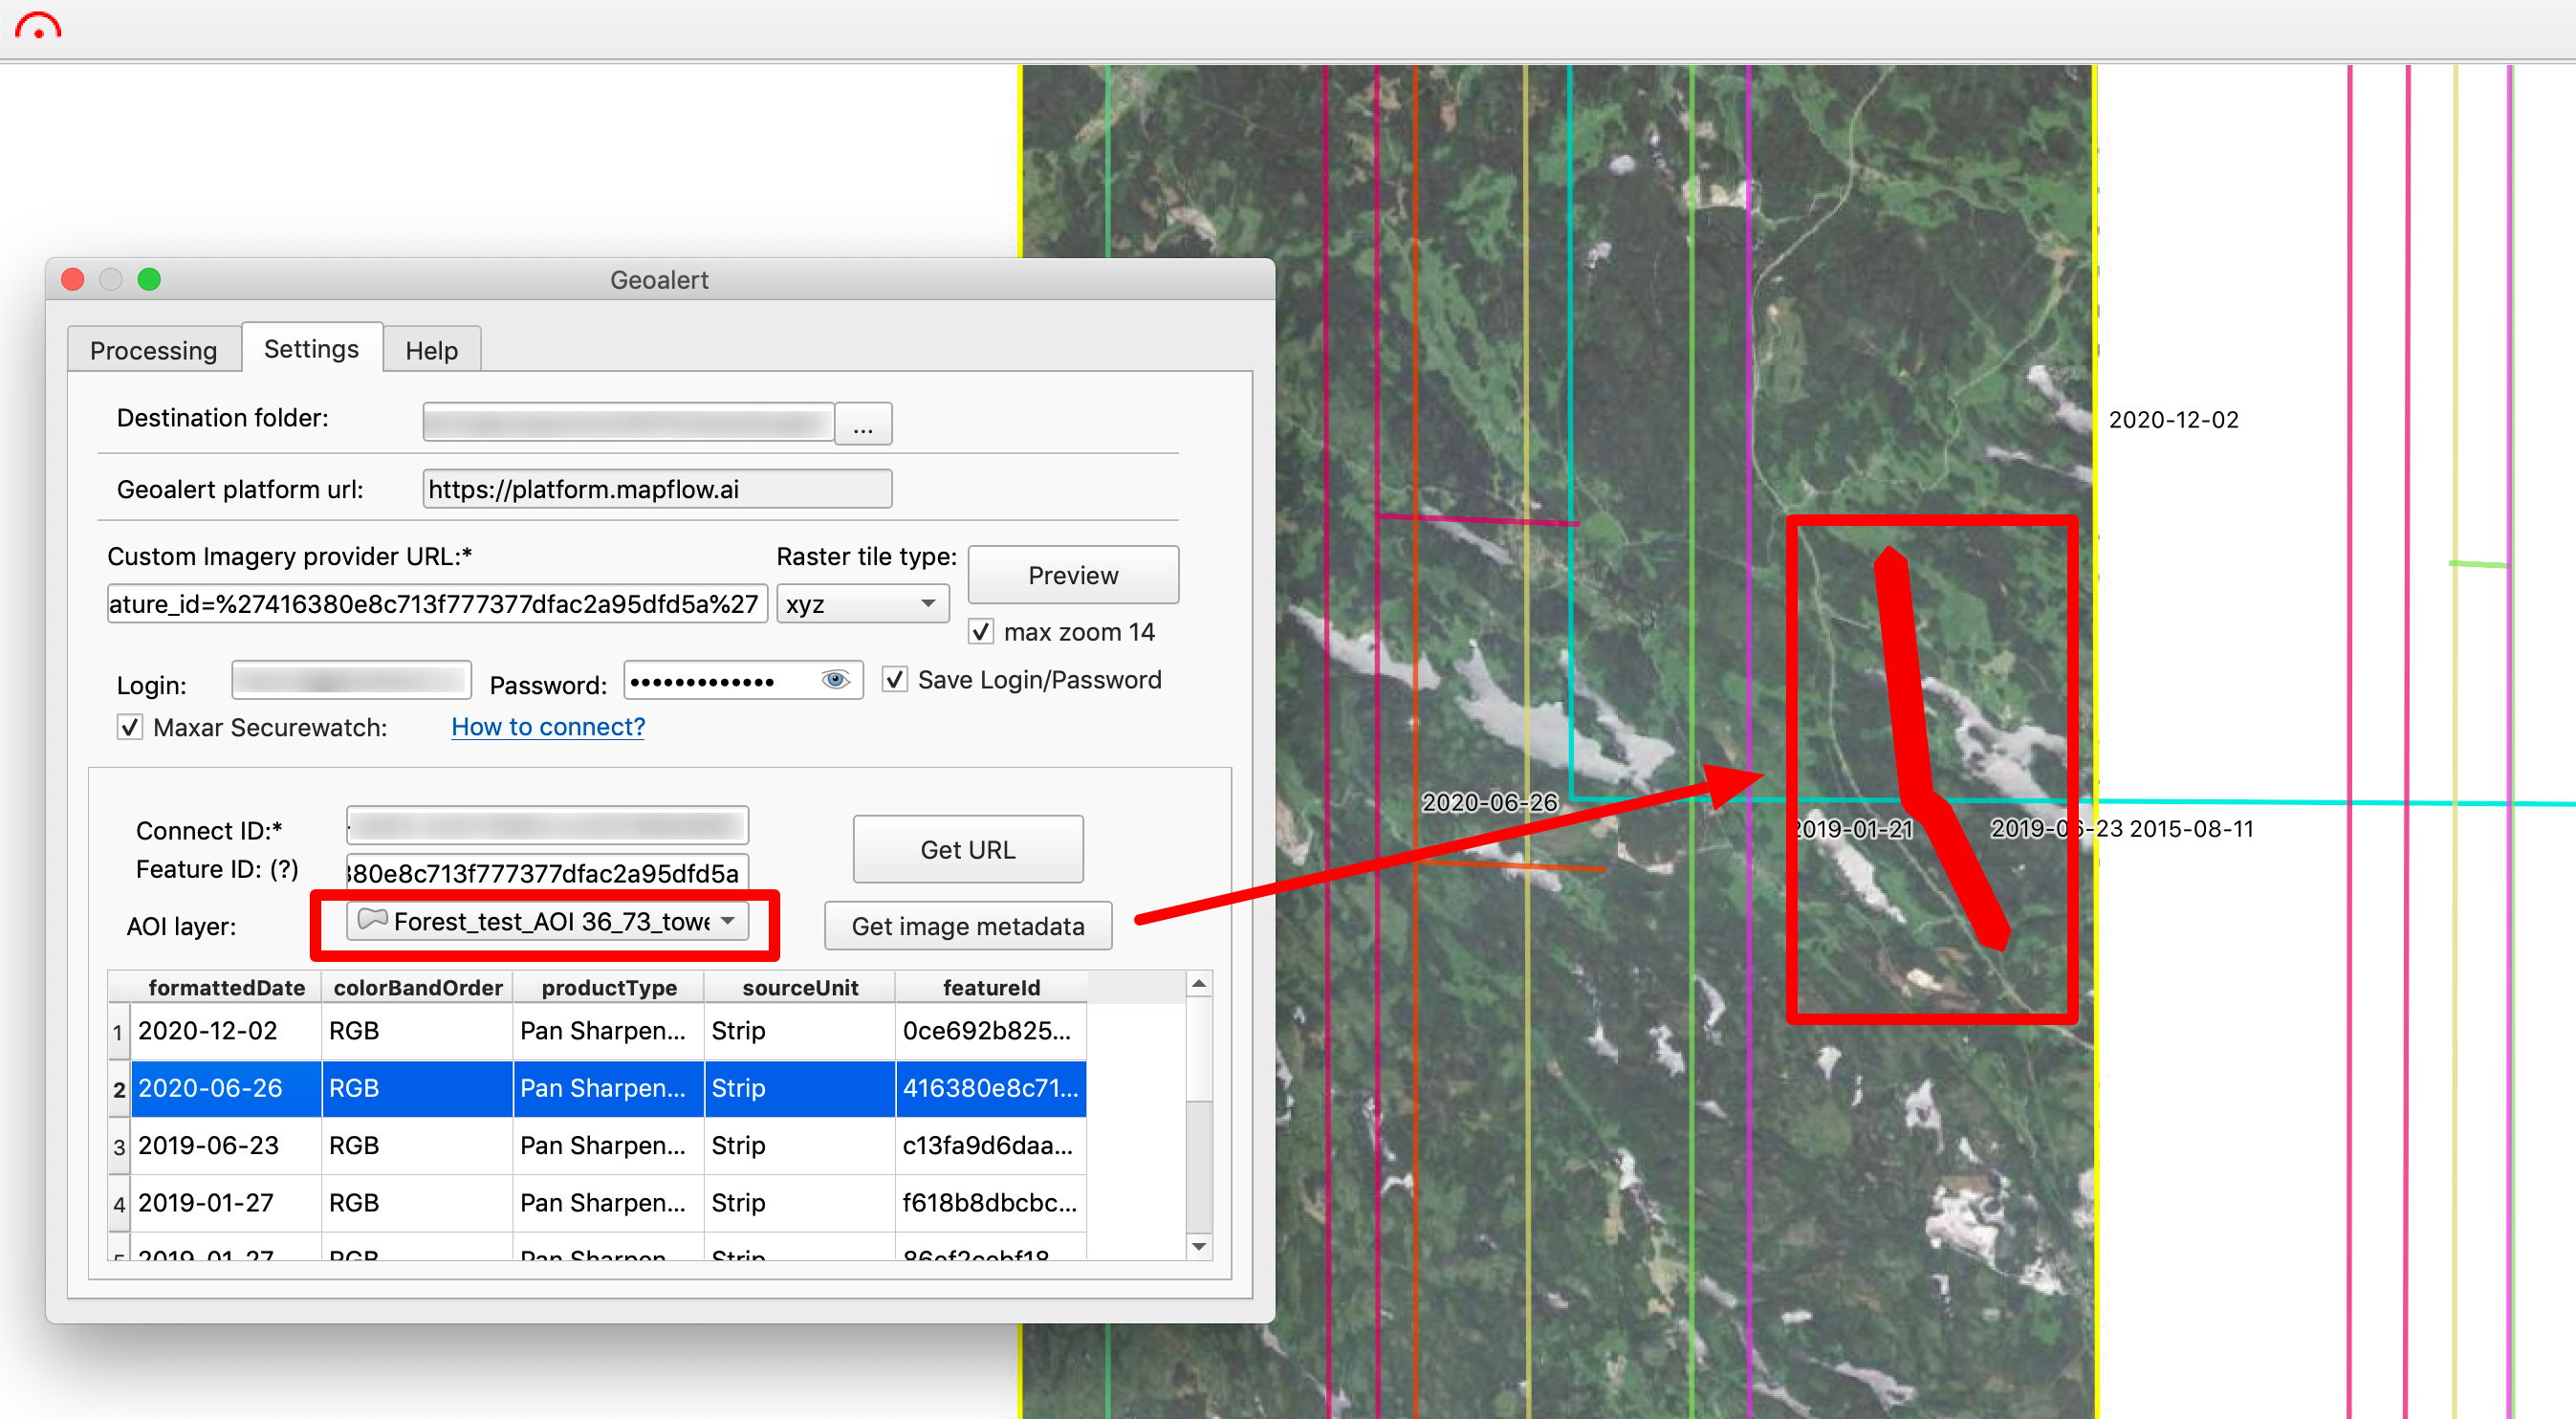 Geoalert
Processing Settings Help
Destination folder: ...
Geoalert platform url: https://platform.mapflow.ai
Custom Imagery provider URL:* Raster tile type: Preview
ature_id=%27416380e8c713f777377dfac2a95dfd5a%27 xyz
max zoom 14
Login: Password: ••••••••••••• Save Login/Password
Maxar Securewatch: How to connect?
Connect ID:*
Get URL
Feature ID: (?) 380e8c713f777377dfac2a95dfd5a
AOI layer: Forest_test_AOI 36_73_towe Get image metadata
formattedDate colorBandOrder productType sourceUnit featureId
1 2020-12-02 RGB Pan Sharpen... Strip 0ce692b825...
2 2020-06-26 RGB Pan Sharpen... Strip 416380e8c71...
3 2019-06-23 RGB Pan Sharpen... Strip c13fa9d6daa...
4 2019-01-27 RGB Pan Sharpen... Strip f618b8dbcbc...
5 2019-01-27 RGB Pan Sharpen Strip
2020-12-02
2020-06-26
2019-01-21
2019-06-23 2015-08-11